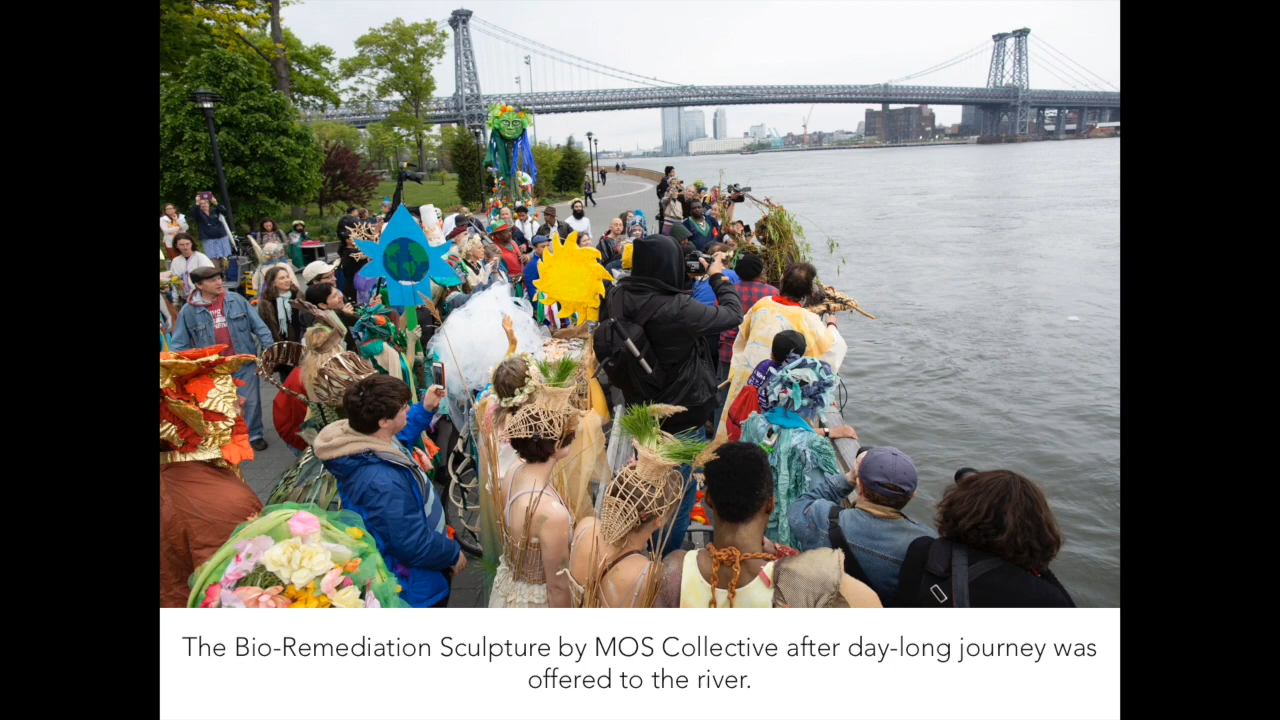 The Bio-Remediation Sculpture by MOS Collective after day-long journey was
offered to the river.